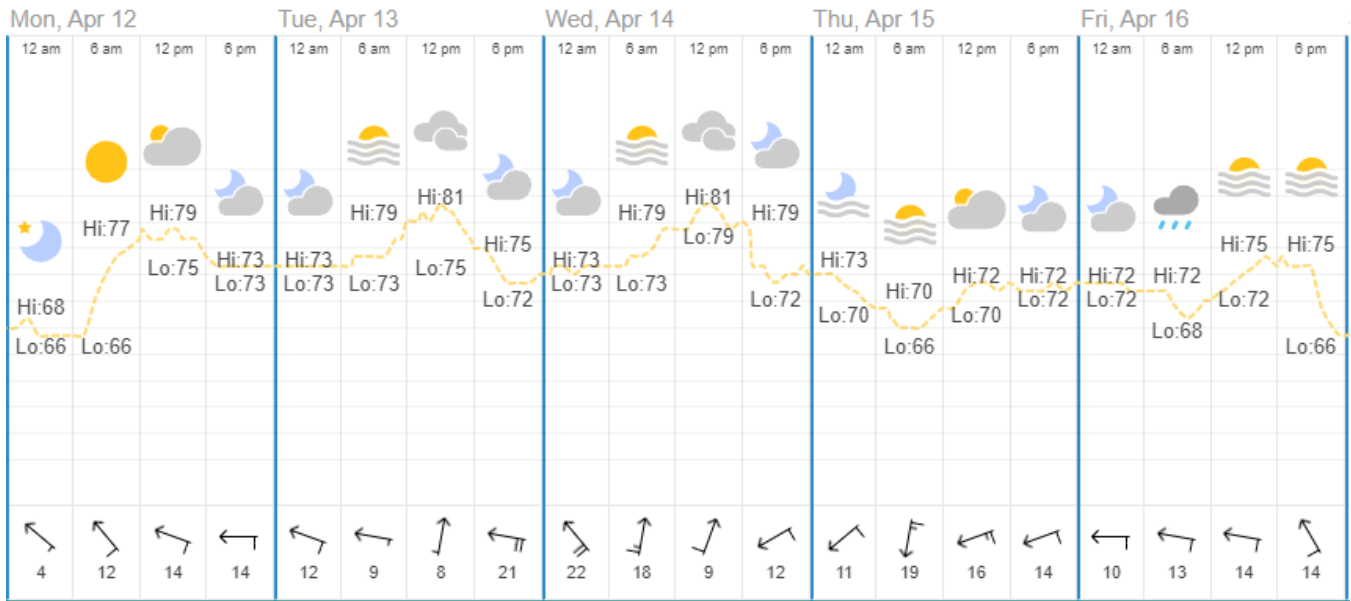 Mon, Apr 12 Tue, Apr 13 Wed, Apr 14 Thu, Apr 15 Fri, Apr 16
12 am 6 am 12 pm 6 pm 12 am 6 am 12 pm 6 pm 12 am 6 am 12 pm 6 pm 12 am 6 am 12 pm 6 pm 12 am 6 am 12 pm 6 pm
Hi:68 Hi:77 Hi:79 Hi:73 Hi:73 Hi:79 Hi:81 Hi:75 Hi:73 Hi:79 Hi:81 Hi:79 Hi:73 Hi:70 Hi:72 Hi:72 Hi:72 Hi:72 Hi:75 Hi:75
Lo:66 Lo:66 Lo:75 Lo:73 Lo:73 Lo:73 Lo:75 Lo:72 Lo:73 Lo:73 Lo:79 Lo:72 Lo:70 Lo:66 Lo:70 Lo:72 Lo:72 Lo:68 Lo:72 Lo:66
4 12 14 14 12 9 8 21 22 18 9 12 11 19 16 14 10 13 14 14